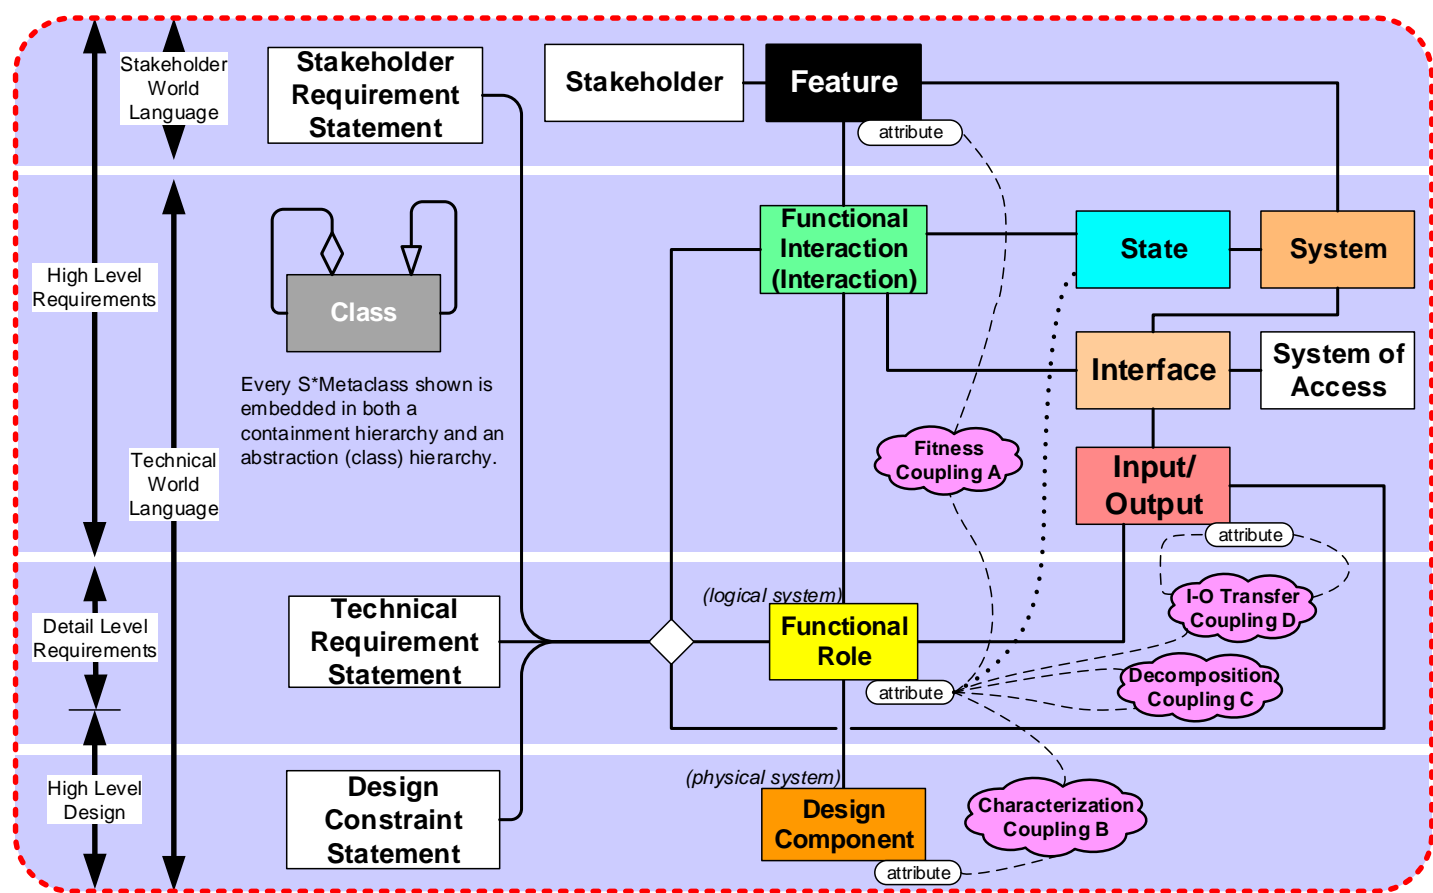 Stakeholder
World
Language
Stakeholder
Requirement
Statement
Stakeholder
Feature
attribute
High Level
Requirements
Functional
Interaction
(Interaction)
State
System
Class
Interface
System of
Access
Every S*Metaclass shown is
embedded in both a
containment hierarchy and an
abstraction (class) hierarchy.
Technical
World
Language
Fitness
Coupling A
Input/
Output
attribute
Detail Level
Requirements
Technical
Requirement
Statement
(logical system)
Functional
Role
attribute
I-O Transfer
Coupling D
Decomposition
Coupling C
High Level
Design
Design
Constraint
Statement
(physical system)
Design
Component
attribute
Characterization
Coupling B